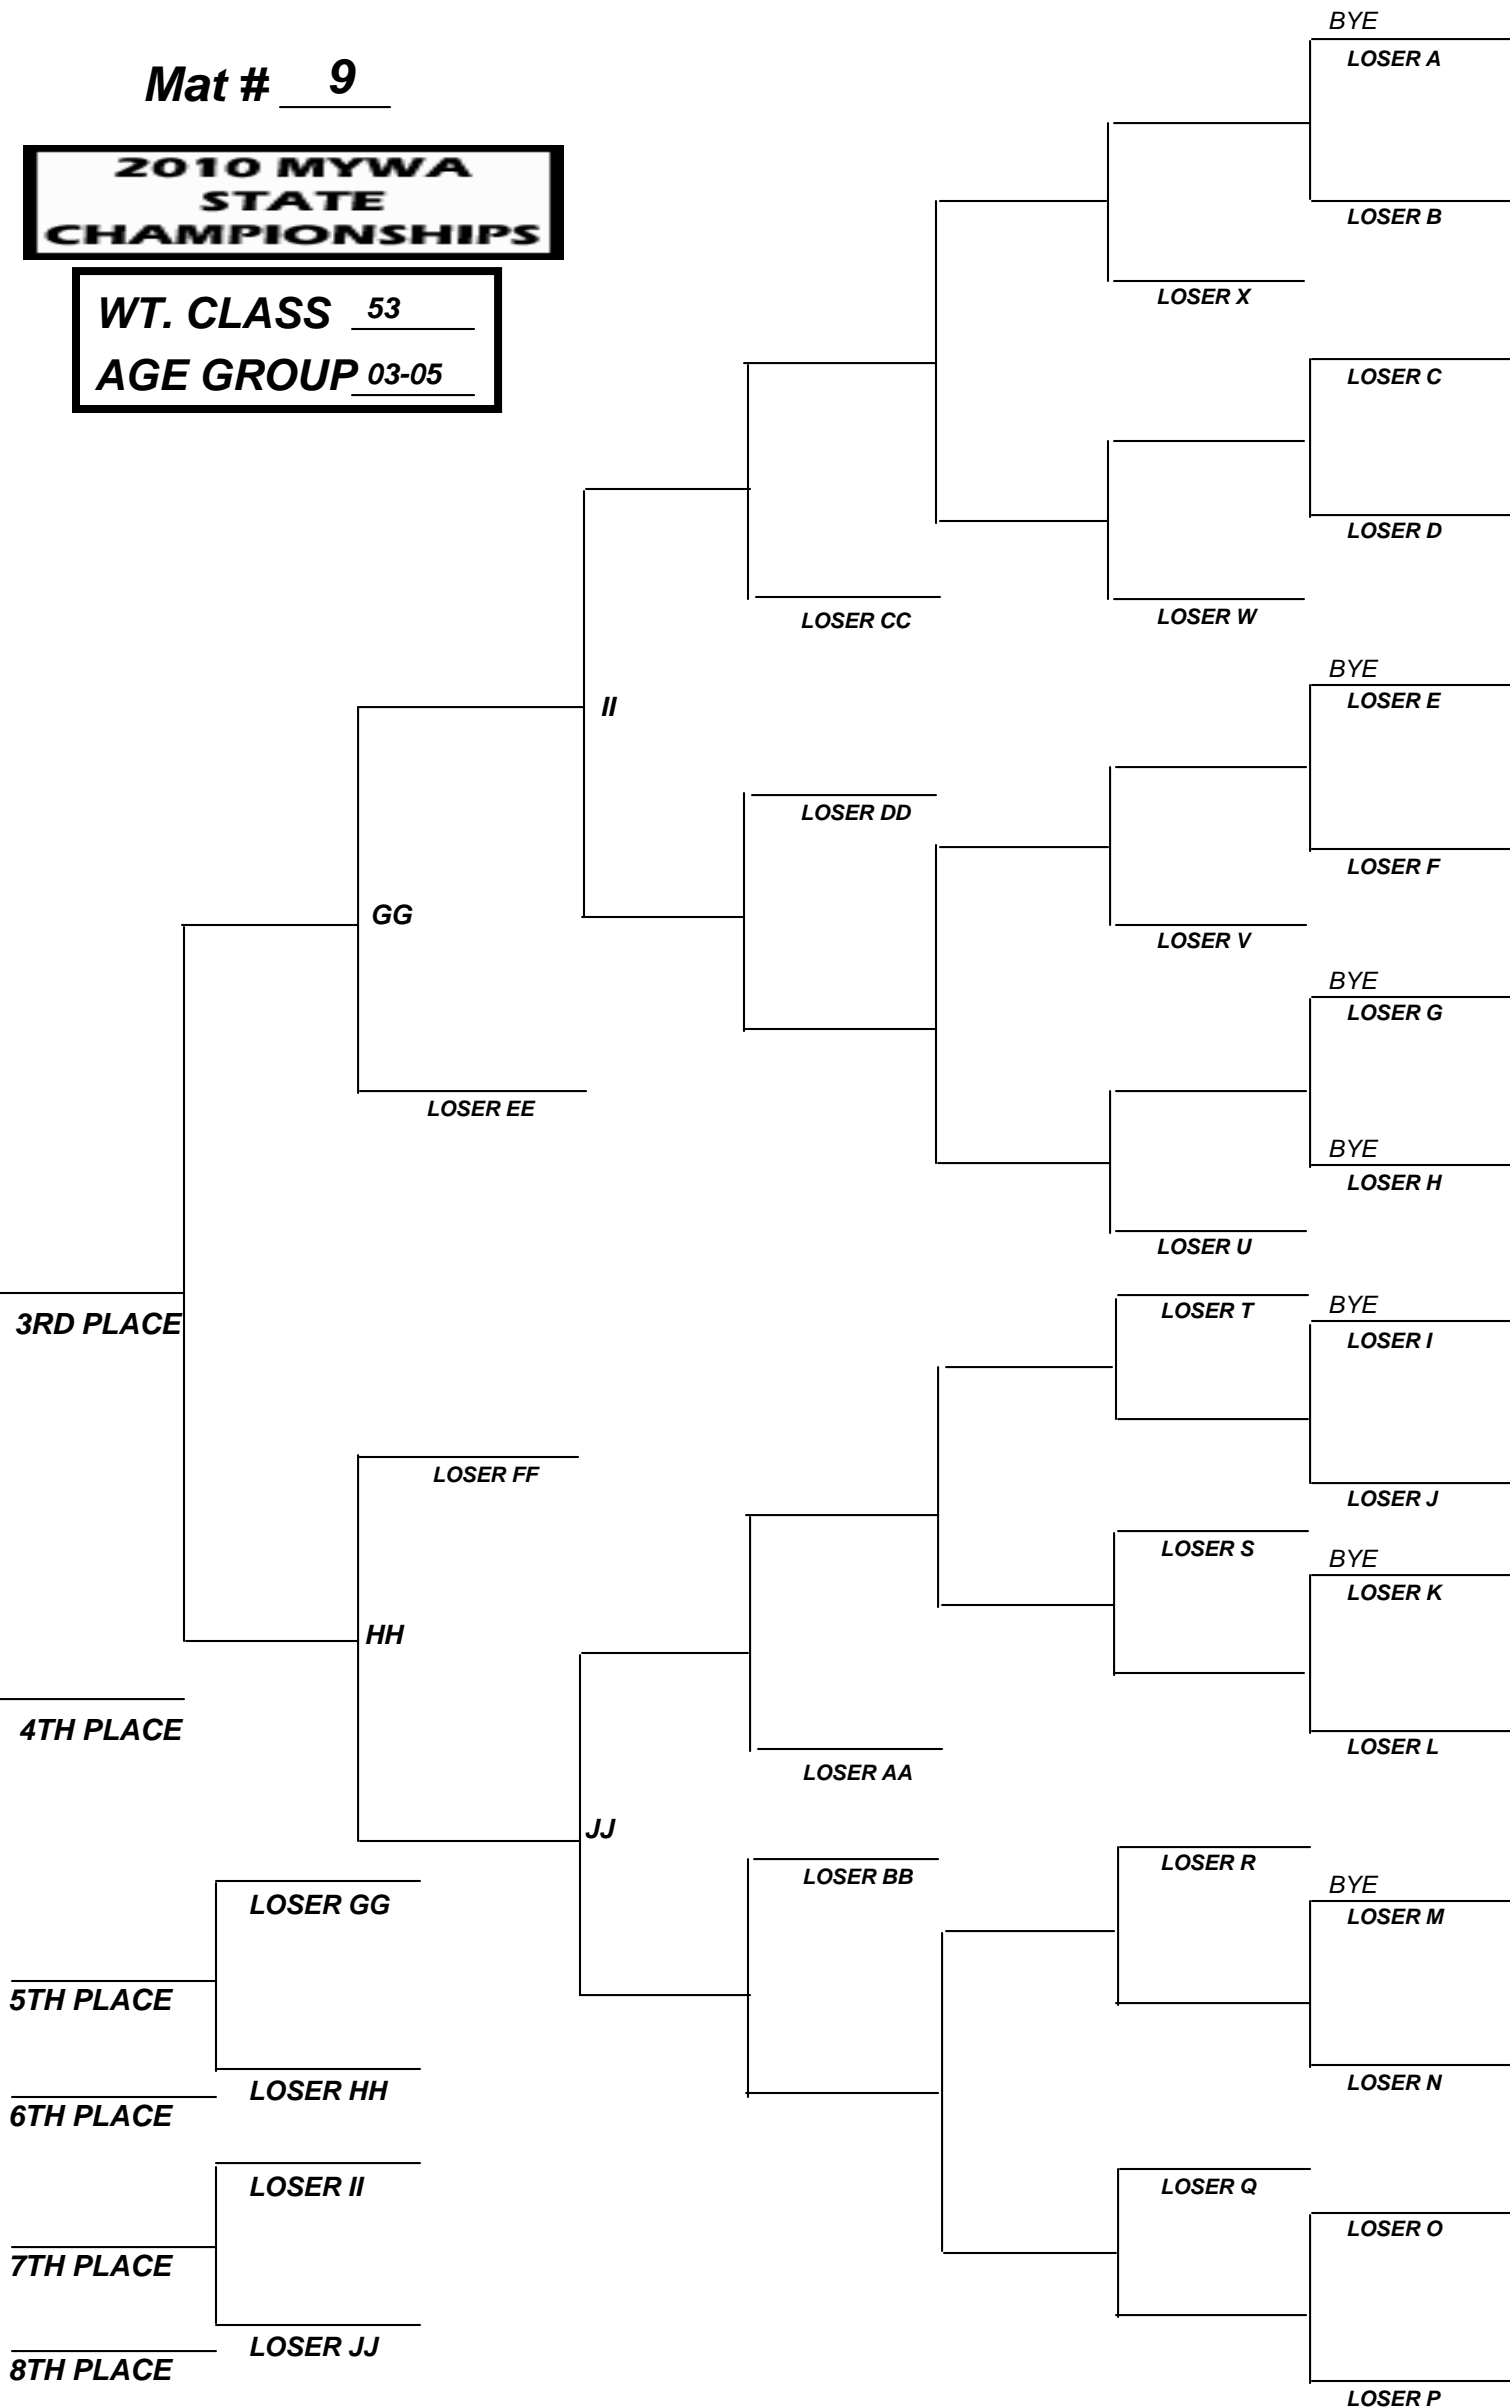 BYE
LOSER A
Mat # 9
2010 MYWA
STATE
CHAMPIONSHIPS
LOSER B
WT. CLASS 53
LOSER X
AGE GROUP 03-05
LOSER C
LOSER D
LOSER CC
LOSER W
BYE
LOSER E
II
LOSER DD
LOSER F
GG
LOSER V
BYE
LOSER G
LOSER EE
BYE
LOSER H
LOSER U
LOSER T
BYE
3RD PLACE
LOSER I
LOSER FF
LOSER J
LOSER S
BYE
LOSER K
HH
4TH PLACE
LOSER L
LOSER AA
JJ
LOSER BB
LOSER R
BYE
LOSER GG
LOSER M
5TH PLACE
LOSER HH
LOSER N
6TH PLACE
LOSER II
LOSER Q
LOSER O
7TH PLACE
LOSER JJ
8TH PLACE
LOSER P